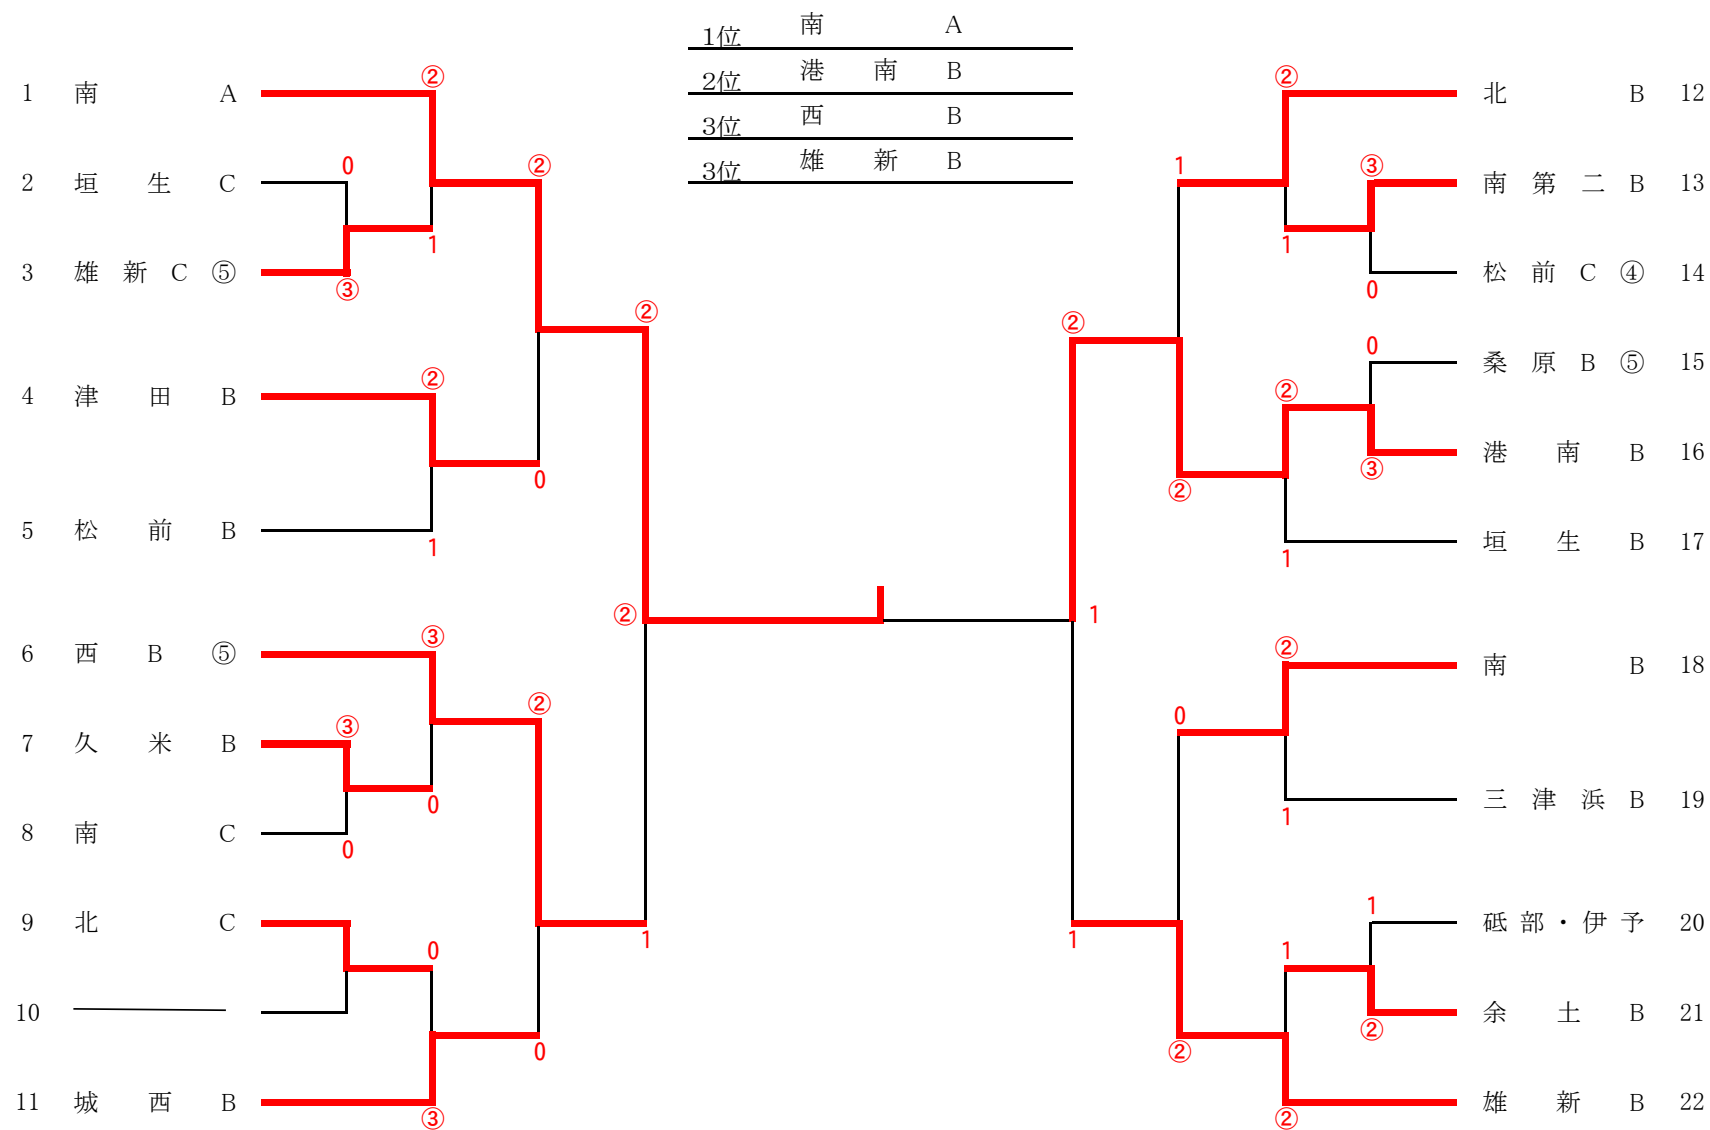 1位 南 A
2位 港 南 B
3位 西 B
3位 雄 新 B
1 南 A
2 垣 生 C
3 雄 新 C ⑤
4 津 田 B
5 松 前 B
6 西 B ⑤
7 久 米 B
8 南 C
9 北 C
10
11 城 西 B
②
0
②
1
③
②
②
0
1
③
②
③
0
0
0
1
0
③
②
②
1
②
1
③
1
0
②
0
②
②
③
1
②
0
1
1
1
1
②
②
②
北 B 12
南 第 二 B 13
松 前 C ④ 14
桑 原 B ⑤ 15
港 南 B 16
垣 生 B 17
南 B 18
三 津 浜 B 19
砥 部 ・ 伊 予 20
余 土 B 21
雄 新 B 22